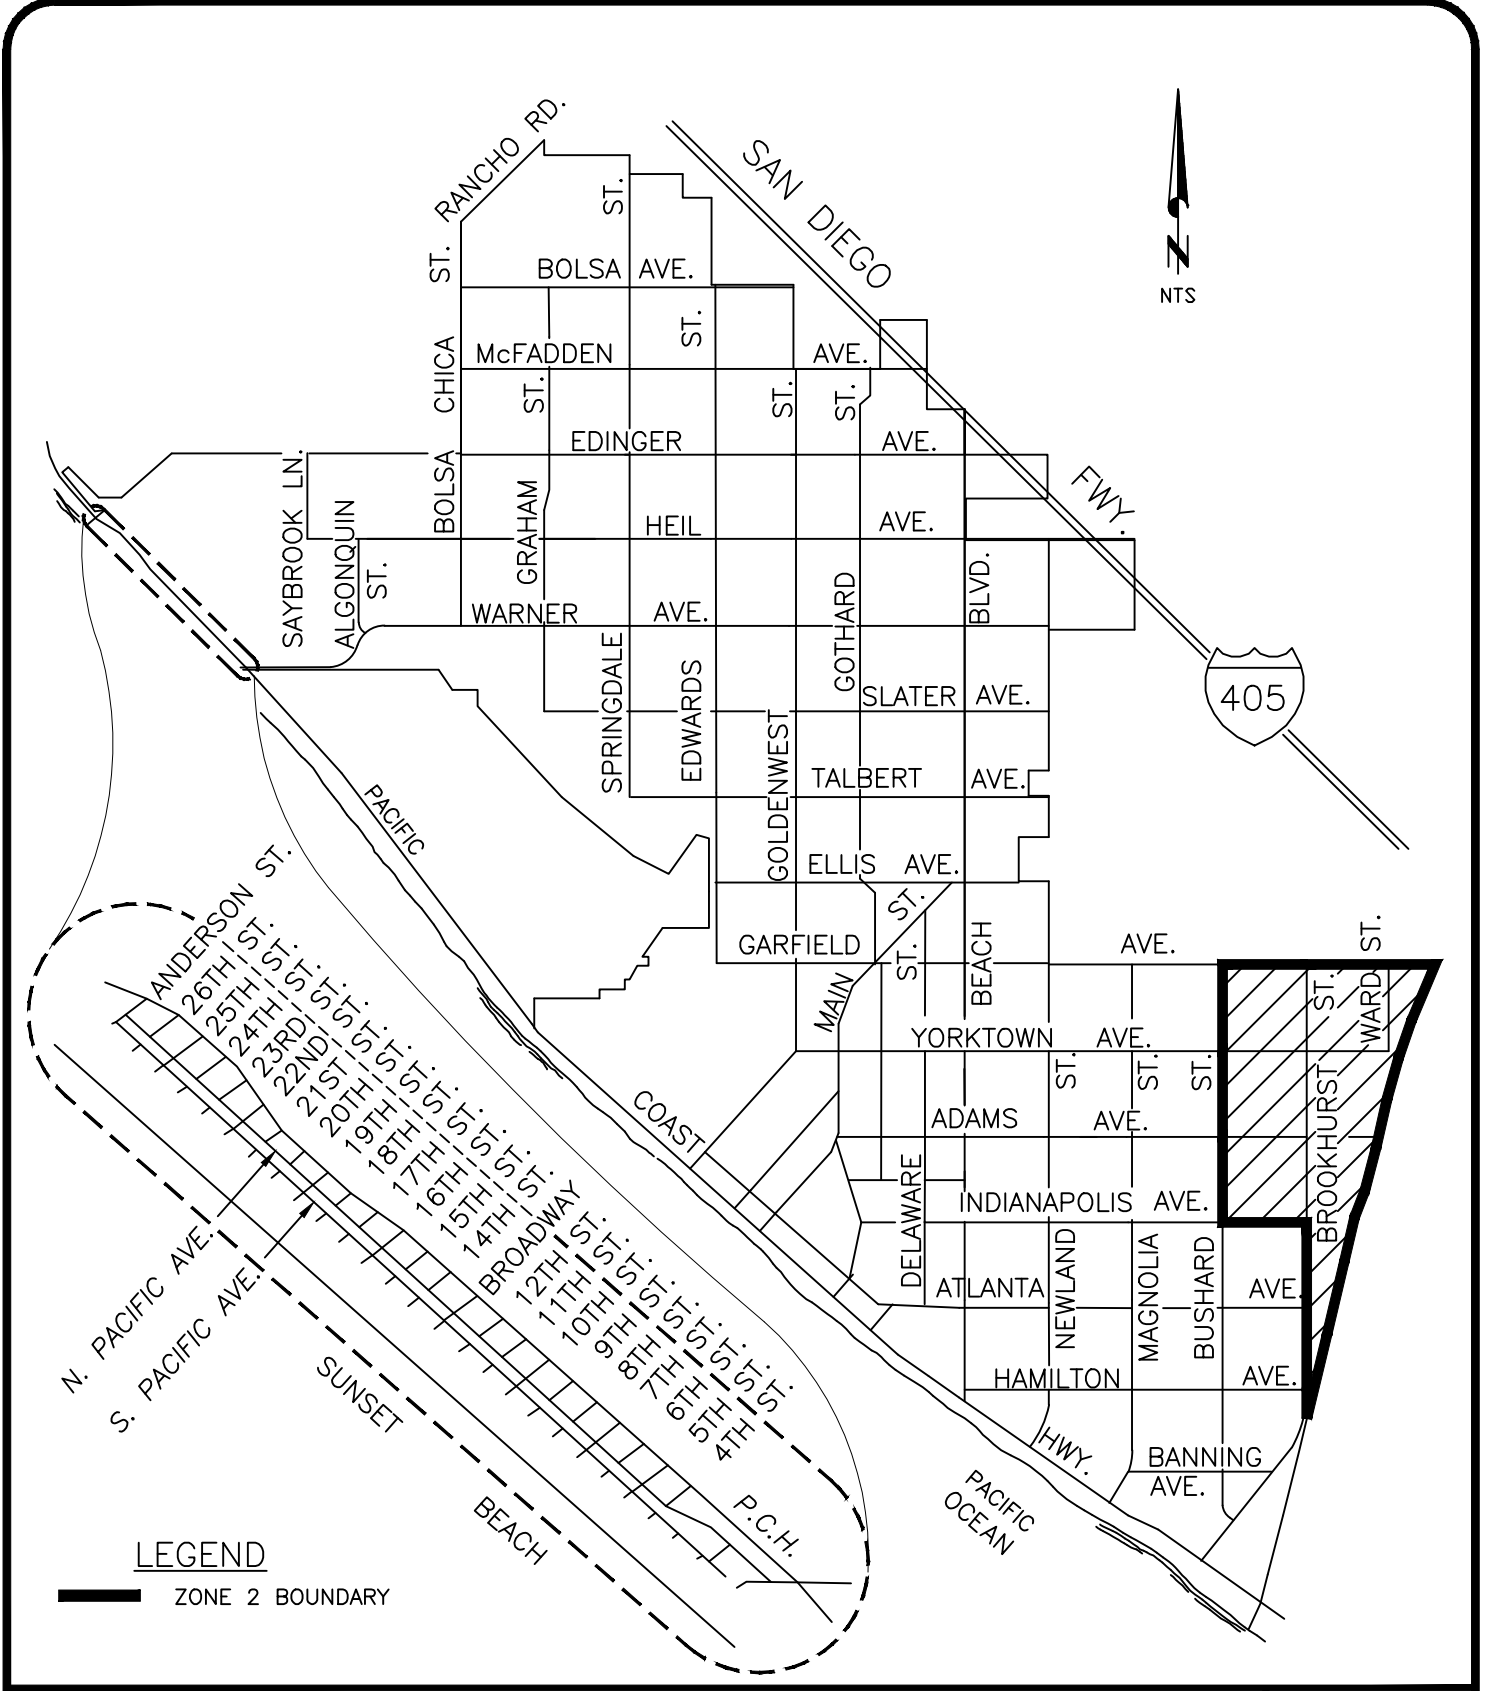 RANCHO RD.
SAN DIEGO
FWY.
405
N
NTS
ST.
BOLSA AVE.
ST.
BOLSA CHICA
McFADDEN AVE.
ST.
ST.
ST.
ST.
EDINGER AVE.
SAYBROOK LN.
ALGONQUIN
ST.
GRAHAM
HEIL AVE.
BLVD.
WARNER AVE.
GOTHARD
SPRINGDALE
EDWARDS
GOLDENWEST
SLATER AVE.
TALBERT AVE.
PACIFIC
ELLIS AVE.
ST.
GARFIELD AVE.
ST.
BEACH
MAIN
ST.
WARD ST.
YORKTOWN AVE.
ST.
ST.
ST.
COAST
ADAMS AVE.
BROOKHURST
DELAWARE
INDIANAPOLIS AVE.
NEWLAND
MAGNOLIA
BUSHARD
ATLANTA AVE.
HAMILTON AVE.
HWY.
BANNING
AVE.
PACIFIC
OCEAN
ANDERSON ST.
26TH ST.
25TH ST.
24TH ST.
23RD ST.
22ND ST.
21ST ST.
20TH ST.
19TH ST.
18TH ST.
17TH ST.
16TH ST.
15TH ST.
14TH ST.
BROADWAY
12TH ST.
11TH ST.
10TH ST.
9TH ST.
8TH ST.
7TH ST.
6TH ST.
5TH ST.
4TH ST.
N. PACIFIC AVE.
S. PACIFIC AVE.
SUNSET
BEACH
P.C.H.
LEGEND
ZONE 2 BOUNDARY